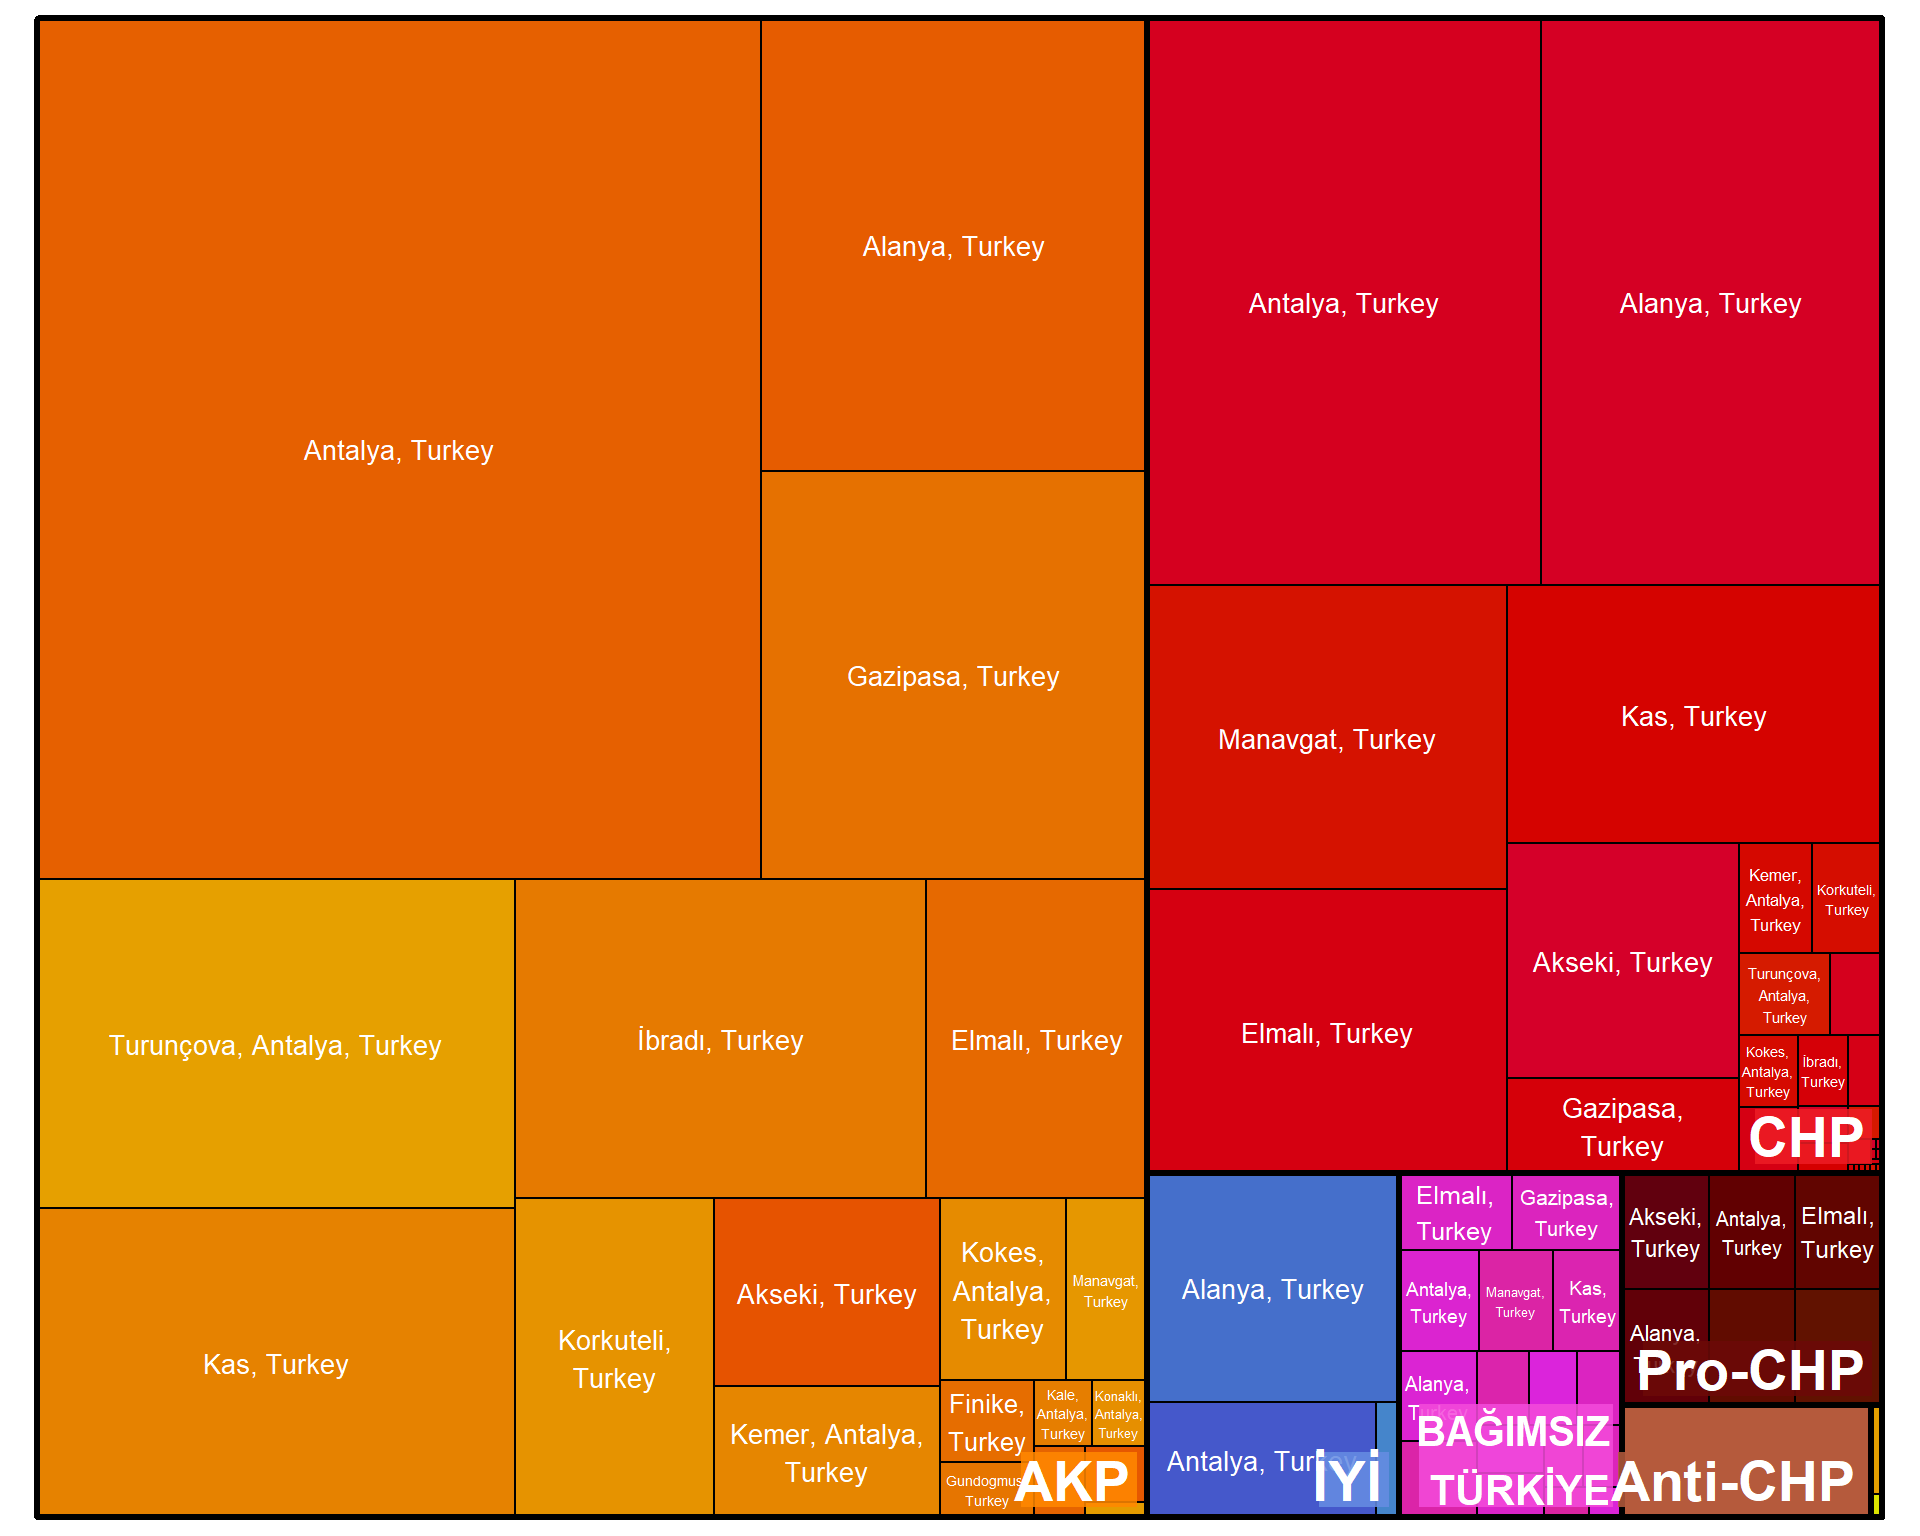 Antalya, Turkey
Alanya, Turkey
Gazipasa, Turkey
Turunçova, Antalya, Turkey
İbradı, Turkey
Elmalı, Turkey
Kas, Turkey
Korkuteli,
Turkey
Akseki, Turkey
Kemer, Antalya,
Turkey
Kokes,
Antalya,
Turkey
Manavgat,
Turkey
Finike,
Turkey
Kale,
Antalya,
Turkey
Konaklı,
Antalya,
Turkey
Gundogmus,
Turkey
AKP
Antalya, Turkey
Alanya, Turkey
Manavgat, Turkey
Kas, Turkey
Elmalı, Turkey
Akseki, Turkey
Gazipasa,
Turkey
Kemer,
Antalya,
Turkey
Korkuteli,
Turkey
Turunçova,
Antalya,
Turkey
Kokes,
Antalya,
Turkey
İbradı,
Turkey
CHP
Alanya, Turkey
Antalya, Turkey
İYİ
Elmalı,
Turkey
Gazipasa,
Turkey
Antalya,
Turkey
Manavgat,
Turkey
Kas,
Turkey
Alanya,
Turkey
BAĞIMSIZ
TÜRKİYE
Akseki,
Turkey
Antalya,
Turkey
Elmalı,
Turkey
Alanya,
Pro-CHP
Anti-CHP